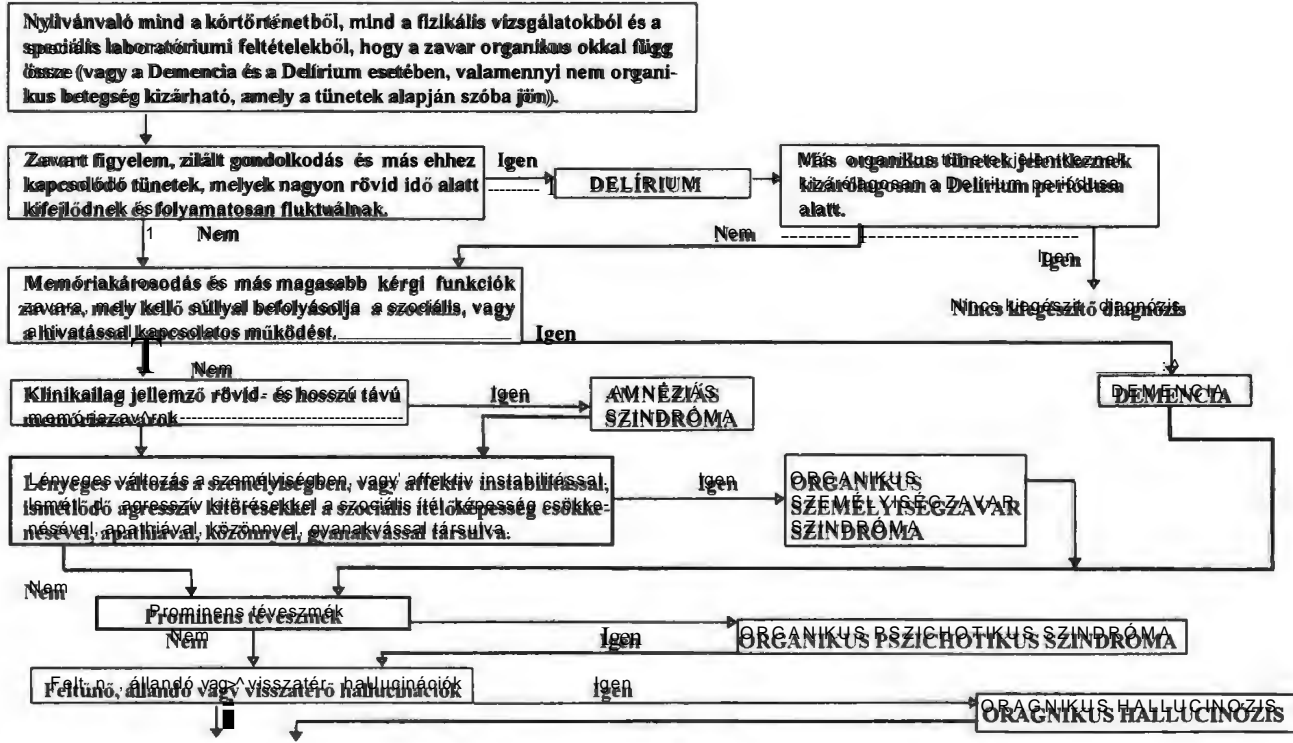 Nyilvánvaló mind a kórtörténetből, mind a fizikális vizsgálatokból és a
speciális laboratóriumi feltételekből, hogy a zavar organikus okkal függ
össze (vagy a Demencia és a Delírium esetében, valamennyi nem organi-
kus betegség kizárható, amely a tünetek alapján szóba jön).
Zavart figyelem, zilált gondolkodás és más ehhez
kapcsolódó tünetek, melyek nagyon rövid idő alatt
kifejlődnek és folyamatosan fluktuálnak.
Igen
DELÍRIUM
Más organikus tünetek jelentkeznek
kizárólagosan a Delírium periódusa
alatt.
Nem
Nem
Igen
Memóriakárosodás és más magasabb kérgi funkciók
zavara, mely kellő súllyal befolyásolja a szociális, vagy
a hivatással kapcsolatos működést.
Igen
Nincs kiegészítő diagnózis
Nem
Klinikailag jellemző rövid- és hosszú távú
memóriazavarok
Igen
AMNÉZIÁS
SZINDRÓMA
DEMENCIA
Lényeges változás a személyiségben, vagy affektív instabilitással,
ismétlődő agresszív kitörésekkel a szociális ítélőképesség csökke-
nésével, apathiával, közönnyel, gyanakvással társulva.
Igen
ORGANIKUS
SZEMÉLYISÉGZAVAR
SZINDRÓMA
Nem
Prominens téveszmék
Nem
Igen
ORGANIKUS PSZICHOTIKUS SZINDRÓMA
Feltűnő, állandó vagy visszatérő hallucinációk
Igen
ORAGNIKUS HALLUCINÓZIS